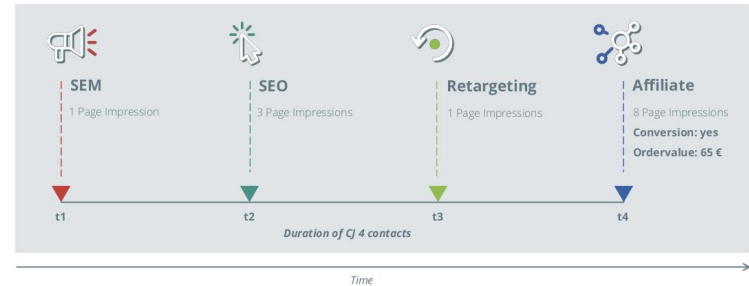 SEM
1 Page Impression
SEO
3 Page Impressions
Retargeting
1 Page Impressions
Affiliate
8 Page Impressions
Conversion: yes
Ordervalue: 65 €
t1
t2
t3
t4
Duration of CJ 4 contacts
Time